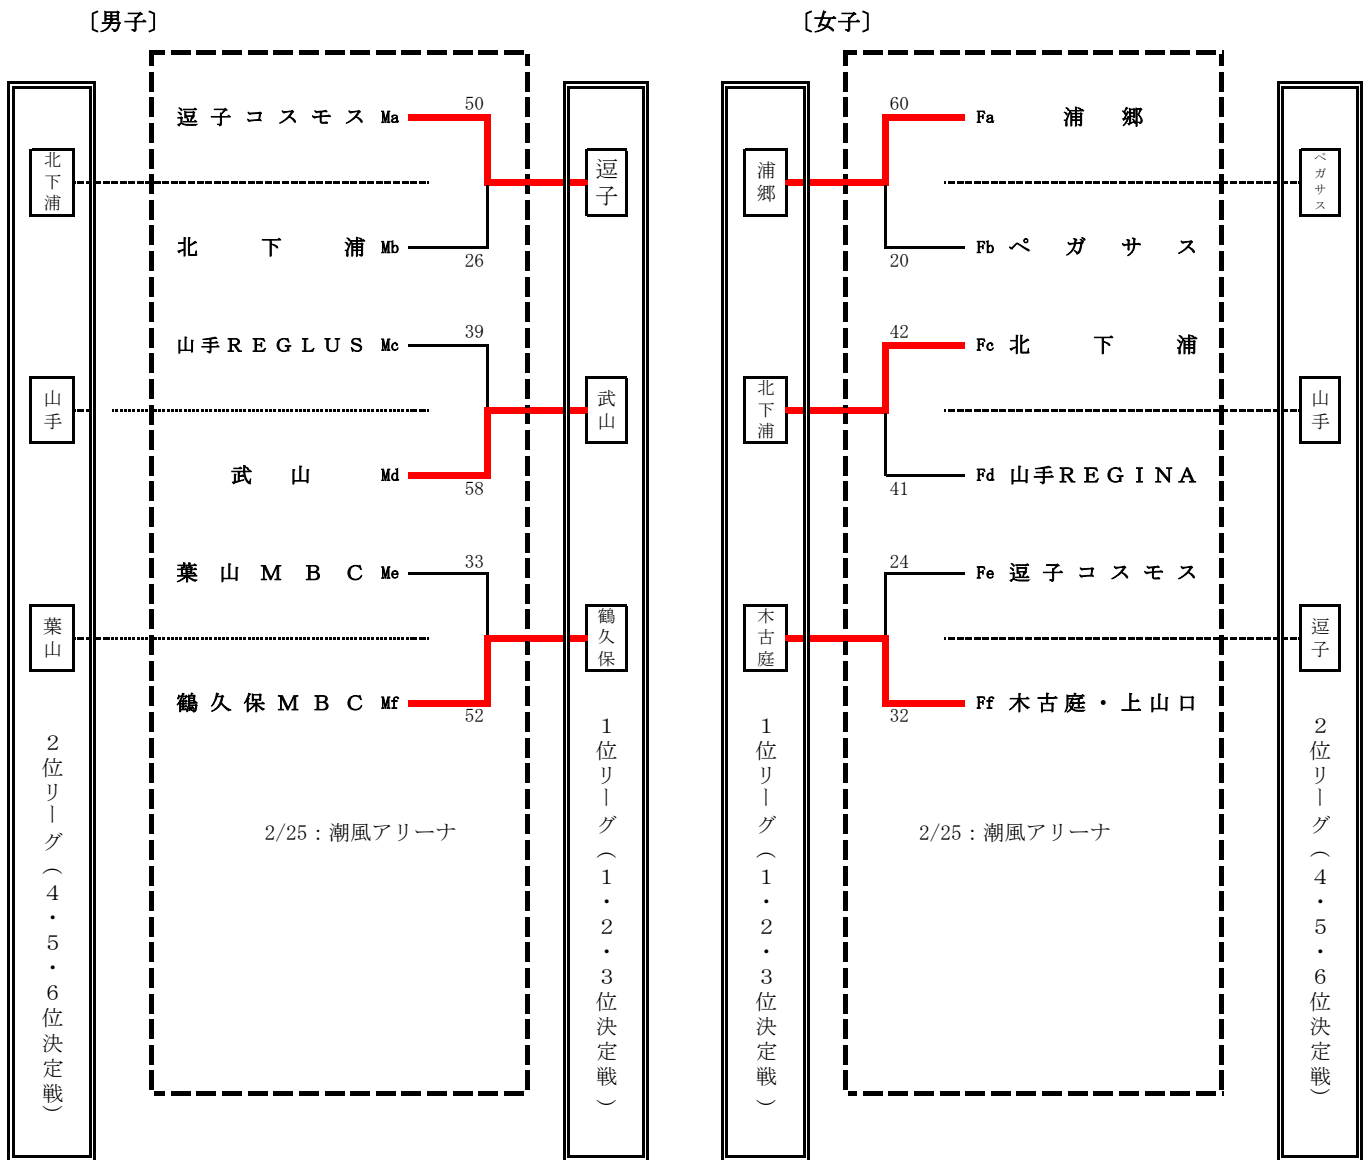 〔男子〕
北下浦
山手
葉山
２位リーグ（４・５・６位決定戦）
逗子コスモス Ma 50
北下浦 Mb 26
山手ＲＥＧＬＵＳ Mc 39
武山 Md 58
葉山ＭＢＣ Me 33
鶴久保ＭＢＣ Mf 52
2/25：潮風アリーナ
逗子
武山
鶴久保
１位リーグ（１・２・３位決定戦）
〔女子〕
浦郷
北下浦
木古庭
１位リーグ（１・２・３位決定戦）
60 Fa 浦郷
20 Fb ペガサス
42 Fc 北下浦
41 Fd 山手ＲＥＧＩＮＡ
24 Fe 逗子コスモス
32 Ff 木古庭・上山口
2/25：潮風アリーナ
ペガサス
山手
逗子
２位リーグ（４・５・６位決定戦）